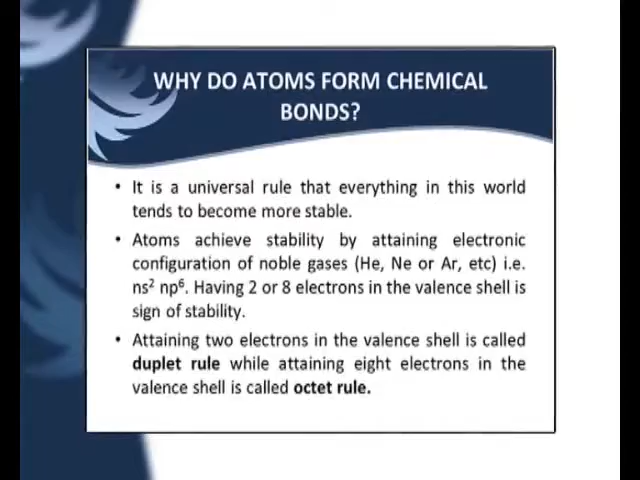 WHY DO ATOMS FORM CHEMICAL
BONDS?
• It is a universal rule that everything in this world
tends to become more stable.
• Atoms achieve stability by attaining electronic
configuration of noble gases (He, Ne or Ar, etc) i.e.
ns² np⁶. Having 2 or 8 electrons in the valence shell is
sign of stability.
• Attaining two electrons in the valence shell is called
duplet rule while attaining eight electrons in the
valence shell is called octet rule.